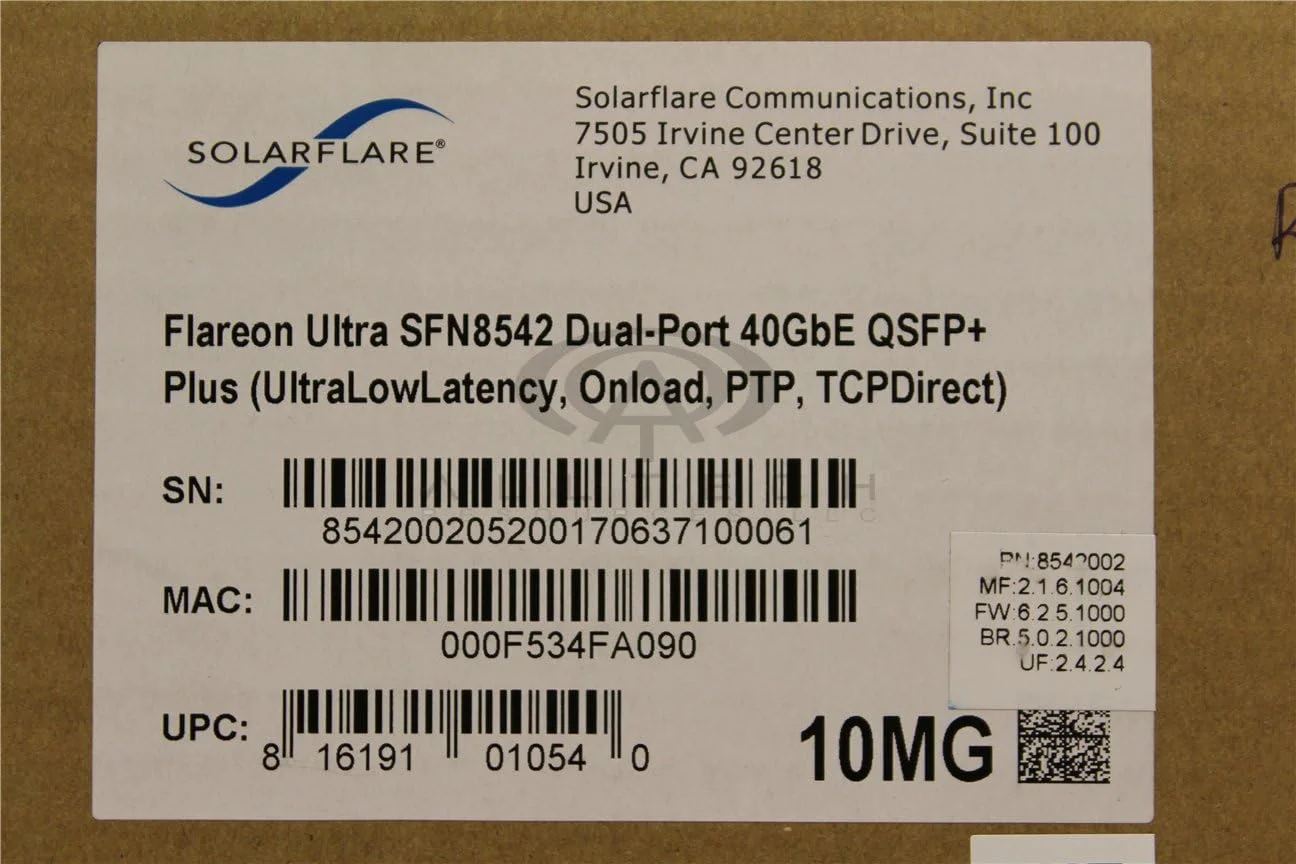 SOLARFLARE®
Solarflare Communications, Inc
7505 Irvine Center Drive, Suite 100
Irvine, CA 92618
USA
Flareon Ultra SFN8542 Dual-Port 40GbE QSFP+
Plus (UltraLowLatency, Onload, PTP, TCPDirect)
ALLTECH
RESOURCES LLC
SN:
854200205200170637100061
MAC:
000F534FA090
PN:8542002
MF:2.1.6.1004
FW:6.2.5.1000
BR.5.0.2.1000
UF:2.4.2.4
UPC:
8 16191 01054 0
10MG